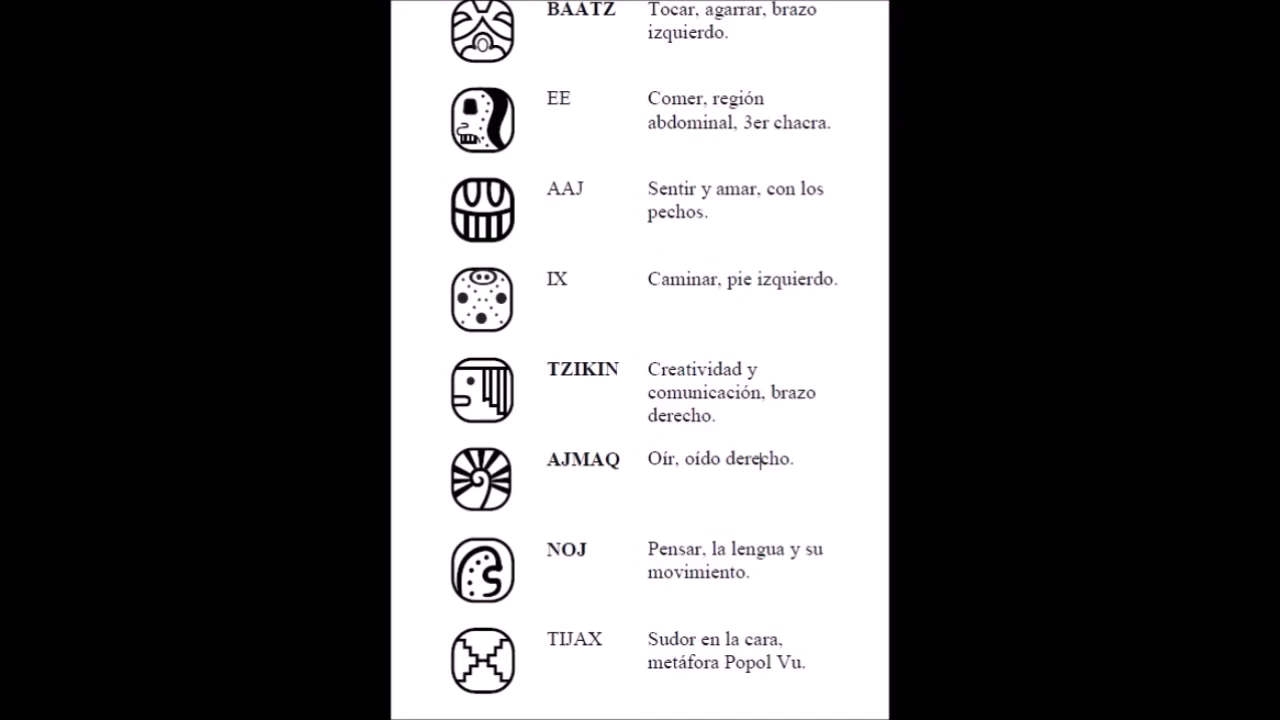 BAATZ Tocar, agarrar, brazo
izquierdo.
EE Comer, región
abdominal, 3er chacra.
AAJ Sentir y amar, con los
pechos.
IX Caminar, pie izquierdo.
TZIKIN Creatividad y
comunicación, brazo
derecho.
AJMAQ Oír, oído derecho.
NOJ Pensar, la lengua y su
movimiento.
TIJAX Sudor en la cara,
metáfora Popol Vu.